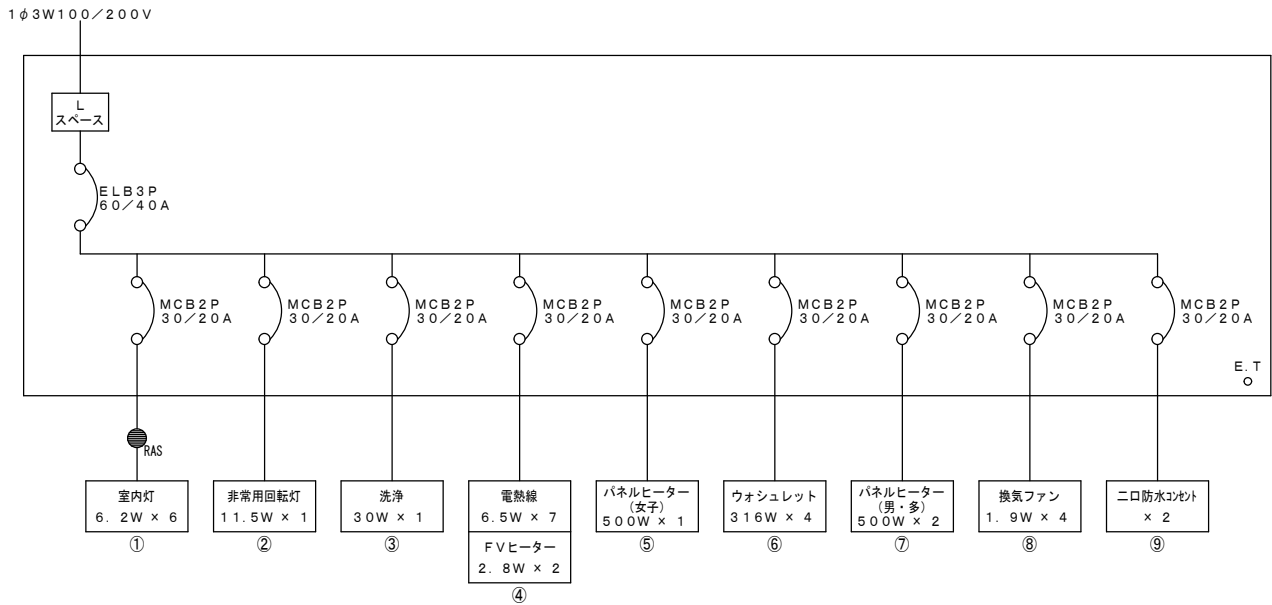 1φ3W100/200V
L
スペース
ELB3P
60/40A
MCB2P
30/20A
MCB2P
30/20A
MCB2P
30/20A
MCB2P
30/20A
MCB2P
30/20A
MCB2P
30/20A
MCB2P
30/20A
MCB2P
30/20A
MCB2P
30/20A
E.T
RAS
室内灯
6.2W × 6
①
非常用回転灯
11.5W × 1
②
洗浄
30W × 1
③
電熱線
6.5W × 7
FVヒーター
2.8W × 2
④
パネルヒーター
(女子)
500W × 1
⑤
ウォシュレット
316W × 4
⑥
パネルヒーター
(男・多)
500W × 2
⑦
換気ファン
1.9W × 4
⑧
二口防水コンセント
× 2
⑨